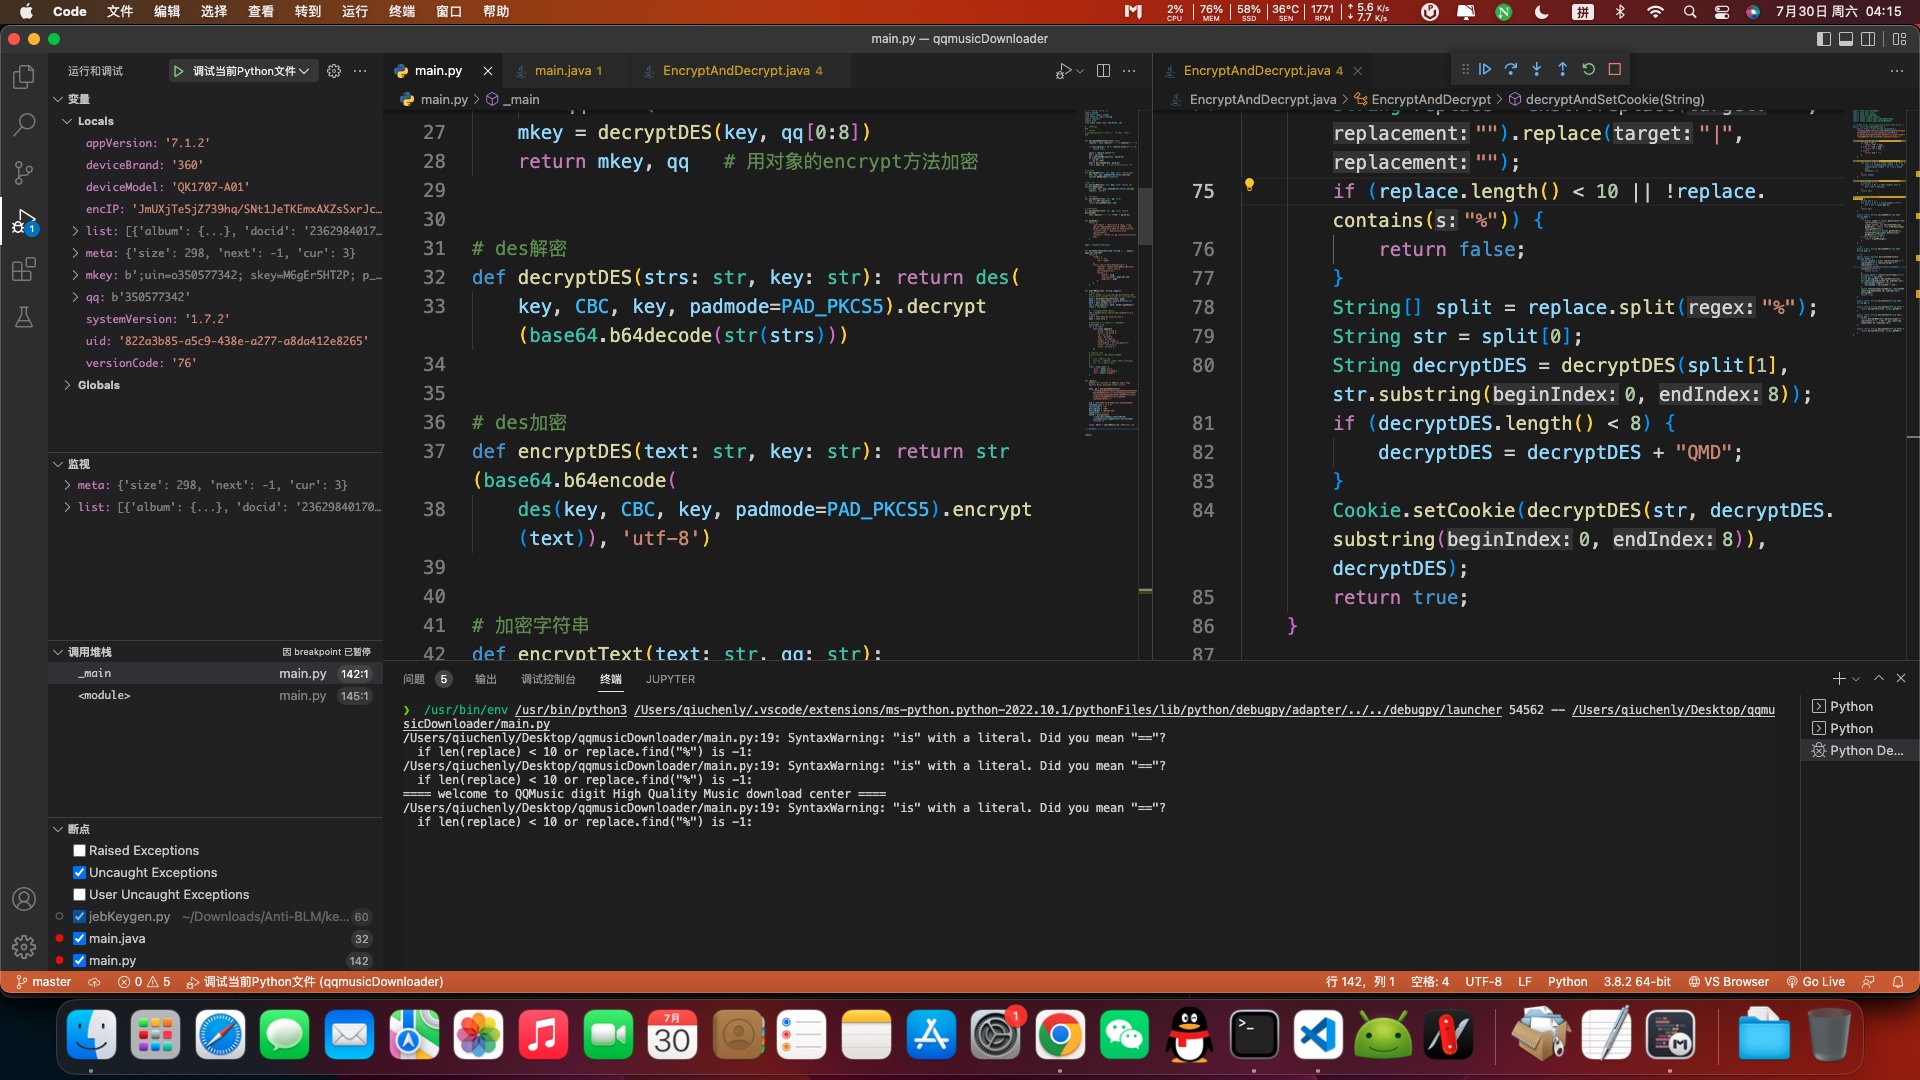 Code 文件 编辑 选择 查看 转到 运行 终端 窗口 帮助
2% CPU 76% MEM 58% SSD 36°C SEN 1771 RPM ↑ 5.6 K/s ↓ 7.7 K/s 拼 7月30日 周六 04:15
main.py — qqmusicDownloader
运行和调试 调试当前Python文件
变量
Locals
appVersion: '7.1.2'
deviceBrand: '360'
deviceModel: 'QK1707-A01'
encIP: 'JmUXjTe5jZ739hq/SNt1JeTKEmxAXZsSxrJc…
list: [{'album': {...}, 'docid': '2362984017…
meta: {'size': 298, 'next': -1, 'cur': 3}
mkey: b';uin=o350577342; skey=M6gEr5HT2P; p_…
qq: b'350577342'
systemVersion: '1.7.2'
uid: '822a3b85-a5c9-438e-a277-a8da412e8265'
versionCode: '76'
Globals
监视
meta: {'size': 298, 'next': -1, 'cur': 3}
list: [{'album': {...}, 'docid': '23629840170…
调用堆栈 因 breakpoint 已暂停
_main main.py 142:1
<module> main.py 145:1
断点
Raised Exceptions
Uncaught Exceptions
User Uncaught Exceptions
jebKeygen.py ~/Downloads/Anti-BLM/ke... 60
main.java 32
main.py 142
main.py main.java 1 EncryptAndDecrypt.java 4
main.py > _main
27 mkey = decryptDES(key, qq[0:8])
28 return mkey, qq # 用对象的encrypt方法加密
29
30
31 # des解密
32 def decryptDES(strs: str, key: str): return des(
33 key, CBC, key, padmode=PAD_PKCS5).decrypt
(base64.b64decode(str(strs)))
34
35
36 # des加密
37 def encryptDES(text: str, key: str): return str
(base64.b64encode(
38 des(key, CBC, key, padmode=PAD_PKCS5).encrypt
(text)), 'utf-8')
39
40
41 # 加密字符串
42 def encryptText(text: str, qq: str):
EncryptAndDecrypt.java 4
EncryptAndDecrypt.java > EncryptAndDecrypt > decryptAndSetCookie(String)
replacement: "").replace(target: "|",
replacement: "");
75 if (replace.length() < 10 || !replace.
contains(s: "%")) {
76 return false;
77 }
78 String[] split = replace.split(regex: "%");
79 String str = split[0];
80 String decryptDES = decryptDES(split[1],
str.substring(beginIndex: 0, endIndex: 8));
81 if (decryptDES.length() < 8) {
82 decryptDES = decryptDES + "QMD";
83 }
84 Cookie.setCookie(decryptDES(str, decryptDES.
substring(beginIndex: 0, endIndex: 8)),
decryptDES);
85 return true;
86 }
87
问题 5 输出 调试控制台 终端 JUPYTER
❯ /usr/bin/env /usr/bin/python3 /Users/qiuchenly/.vscode/extensions/ms-python.python-2022.10.1/pythonFiles/lib/python/debugpy/adapter/../../debugpy/launcher 54562 -- /Users/qiuchenly/Desktop/qqmu
sicDownloader/main.py
/Users/qiuchenly/Desktop/qqmusicDownloader/main.py:19: SyntaxWarning: "is" with a literal. Did you mean "=="?
if len(replace) < 10 or replace.find("%") is -1:
/Users/qiuchenly/Desktop/qqmusicDownloader/main.py:19: SyntaxWarning: "is" with a literal. Did you mean "=="?
if len(replace) < 10 or replace.find("%") is -1:
==== welcome to QQMusic digit High Quality Music download center ====
/Users/qiuchenly/Desktop/qqmusicDownloader/main.py:19: SyntaxWarning: "is" with a literal. Did you mean "=="?
if len(replace) < 10 or replace.find("%") is -1:
Python
Python
Python De...
master 0 5 调试当前Python文件 (qqmusicDownloader) 行 142，列 1 空格: 4 UTF-8 LF Python 3.8.2 64-bit VS Browser Go Live
7月 30 1